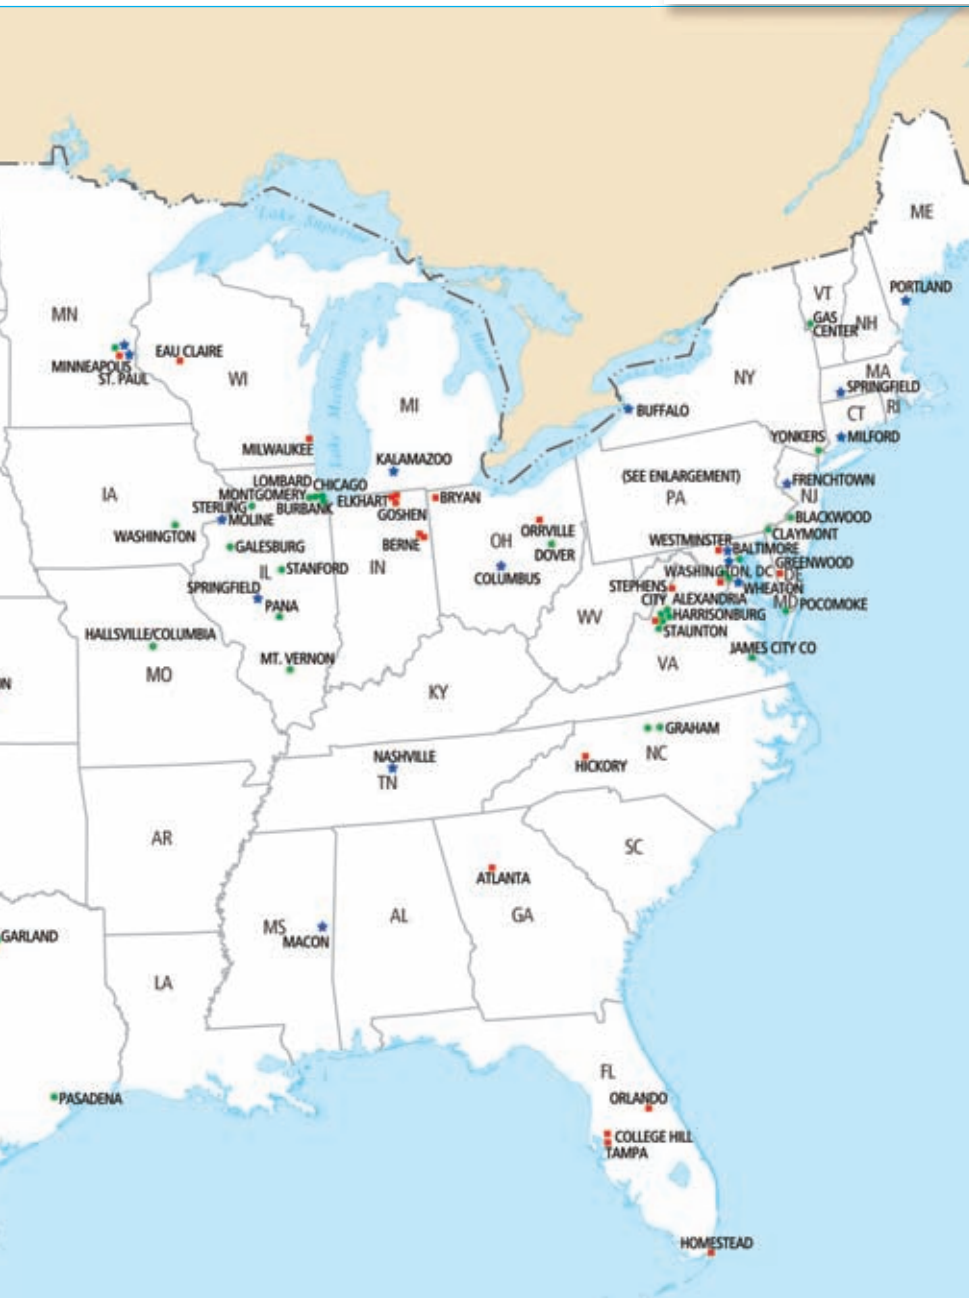 Lake Superior
ME
PORTLAND
VT
GAS
CENTER
NH
MN
MINNEAPOLIS
ST. PAUL
EAU CLAIRE
WI
Lake Michigan
MI
NY
MA
SPRINGFIELD
CT
RI
BUFFALO
YONKERS
MILFORD
MILWAUKEE
KALAMAZOO
(SEE ENLARGEMENT)
PA
FRENCHTOWN
NJ
IA
LOMBARD
CHICAGO
MONTGOMERY
STERLING
BURBANK
ELKHART
GOSHEN
BRYAN
MOLINE
WASHINGTON
GALESBURG
BERNE
OH
ORRVILLE
DOVER
COLUMBUS
BLACKWOOD
CLAYMONT
WESTMINSTER
BALTIMORE
GREENWOOD
WASHINGTON, DC
DE
WHEATON
IL
STANFORD
IN
SPRINGFIELD
PANA
STEPHENS
CITY
ALEXANDRIA
MD
POCOMOKE
HARRISONBURG
STAUNTON
WV
VA
JAMES CITY CO
HALLSVILLE/COLUMBIA
MO
MT. VERNON
KY
N
GRAHAM
NC
HICKORY
NASHVILLE
TN
AR
SC
ATLANTA
GA
MS
MACON
AL
GARLAND
LA
PASADENA
FL
ORLANDO
COLLEGE HILL
TAMPA
HOMESTEAD